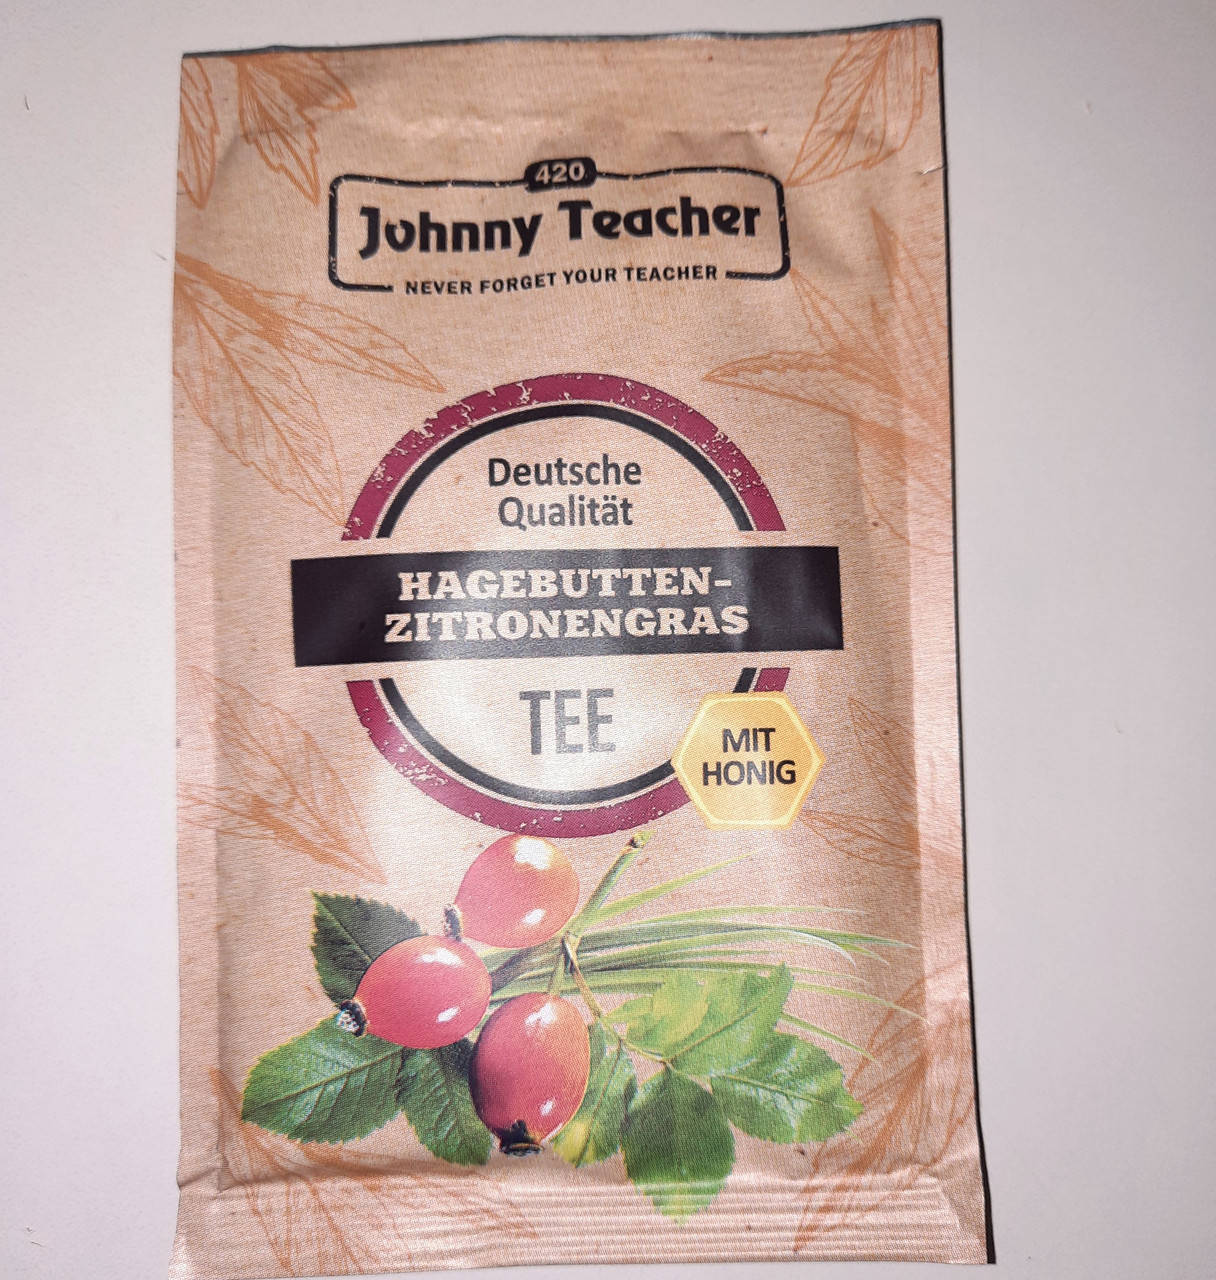 420
Johnny Teacher
NEVER FORGET YOUR TEACHER
Deutsche
Qualität
HAGEBUTTEN-
ZITRONENGRAS
TEE
MIT
HONIG